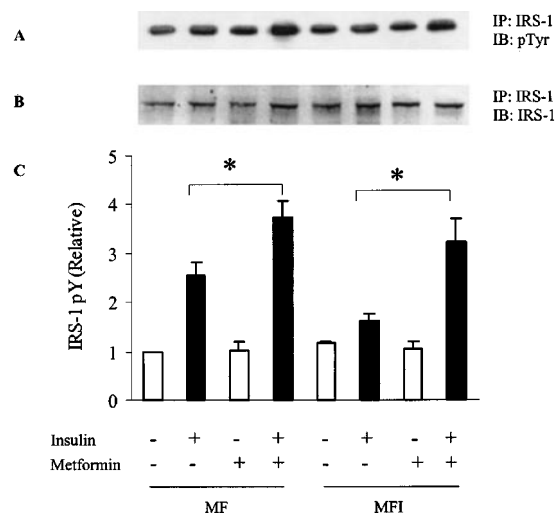 A
IP: IRS-1
IB: pTyr
B
IP: IRS-1
IB: IRS-1
C
IRS-1 pY (Relative)
5
4
3
2
1
0
*
*
Insulin - + - + - + - +
Metformin - - + + - - + +
MF MFI